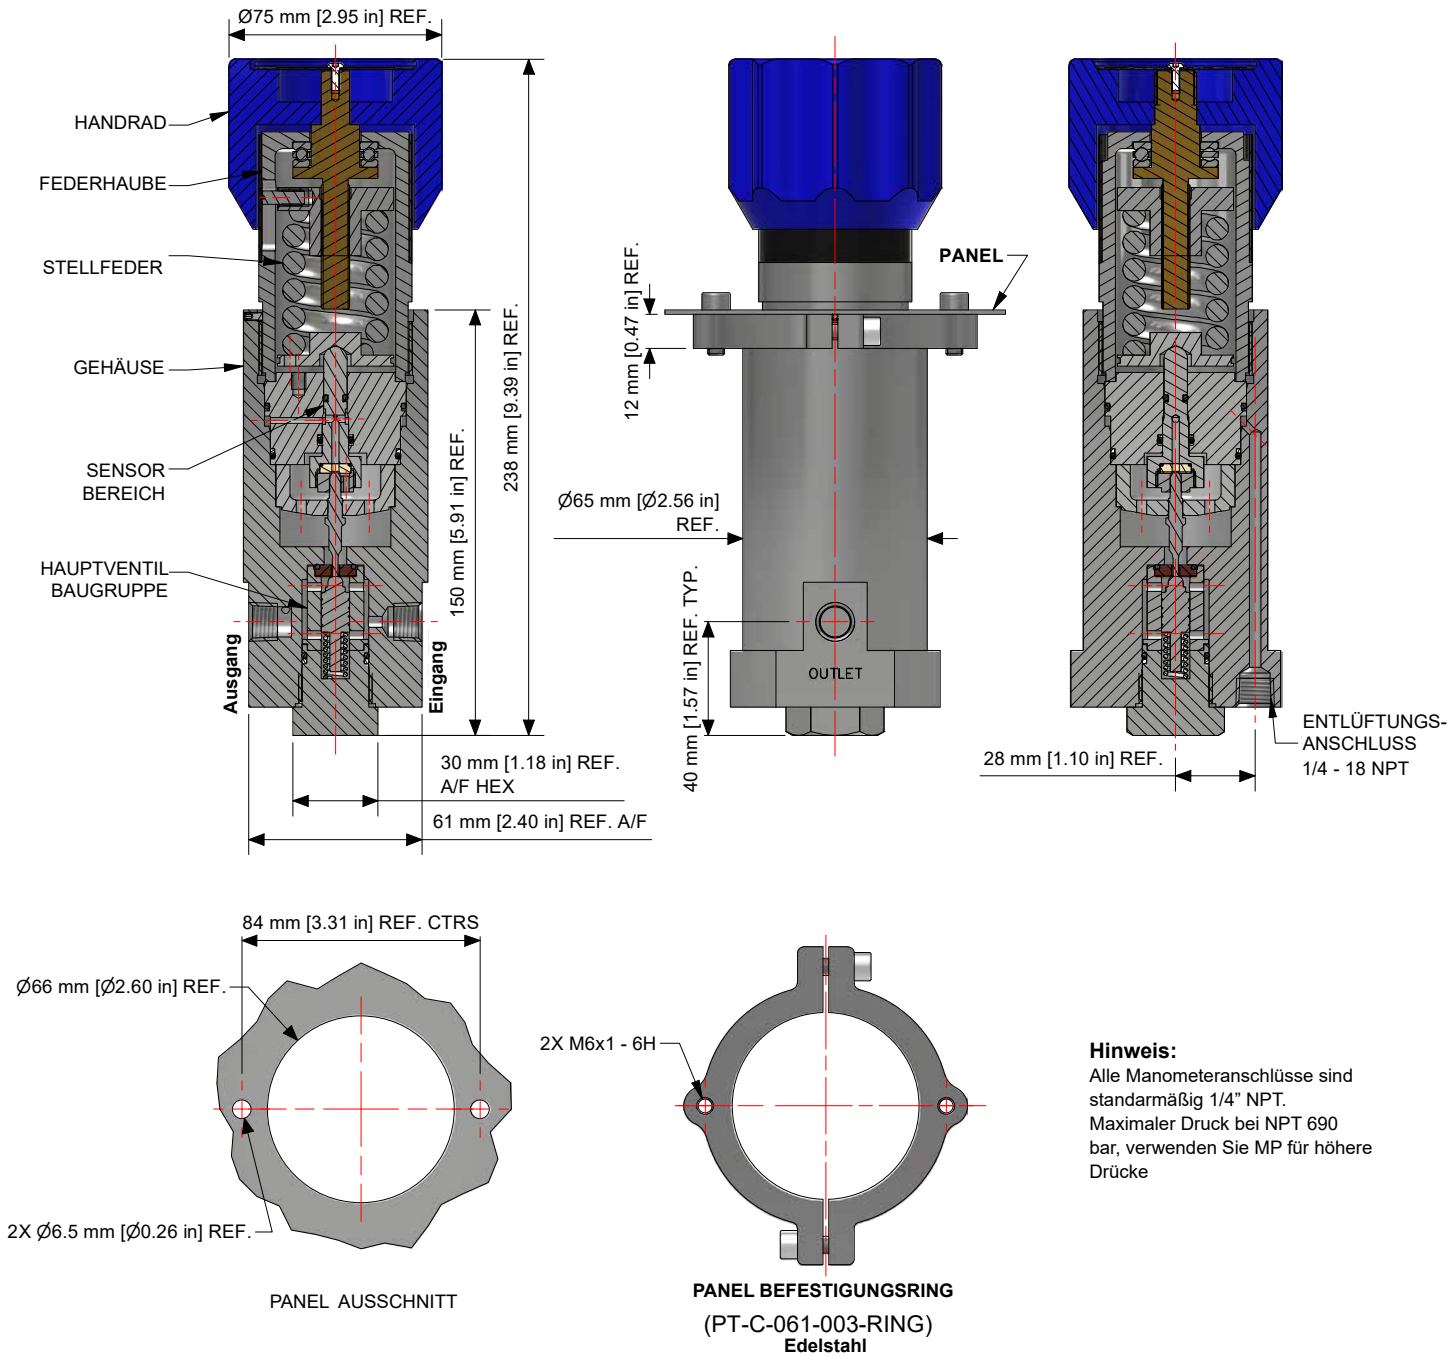 Ø75 mm [2.95 in] REF.
HANDRAD
FEDERHAUBE
STELLFEDER
GEHÄUSE
SENSOR
BEREICH
HAUPTVENTIL
BAUGRUPPE
Ausgang
Eingang
150 mm [5.91 in] REF.
238 mm [9.39 in] REF.
30 mm [1.18 in] REF.
A/F HEX
61 mm [2.40 in] REF. A/F
PANEL
12 mm [0.47 in] REF.
Ø65 mm [Ø2.56 in]
REF.
40 mm [1.57 in] REF. TYP.
OUTLET
28 mm [1.10 in] REF.
ENTLÜFTUNGS-
ANSCHLUSS
1/4 - 18 NPT
84 mm [3.31 in] REF. CTRS
Ø66 mm [Ø2.60 in] REF.
2X Ø6.5 mm [Ø0.26 in] REF.
PANEL AUSSCHNITT
2X M6x1 - 6H
PANEL BEFESTIGUNGSRING
(PT-C-061-003-RING)
Edelstahl
Hinweis:
Alle Manometeranschlüsse sind
standarmäßig 1/4” NPT.
Maximaler Druck bei NPT 690
bar, verwenden Sie MP für höhere
Drücke